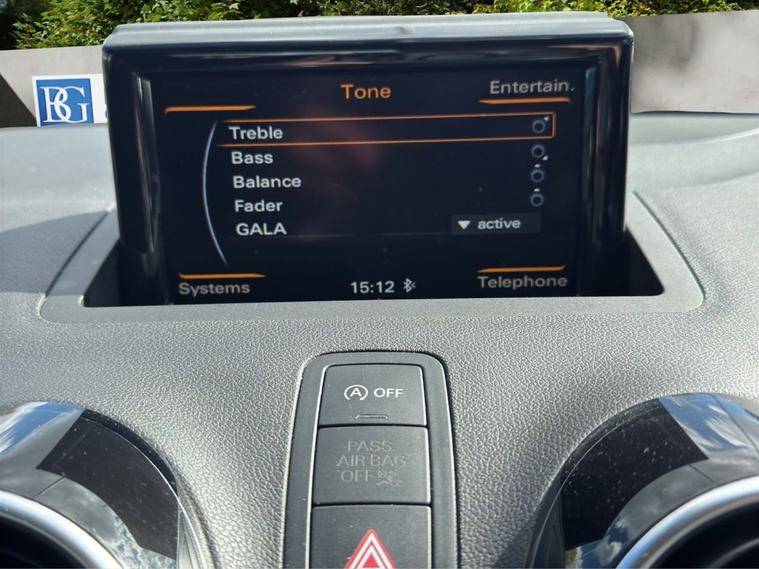 BG
Tone
Entertain.
Treble
Bass
Balance
Fader
GALA
active
Systems
15:12
Telephone
A OFF
PASS
AIR BAG
OFF